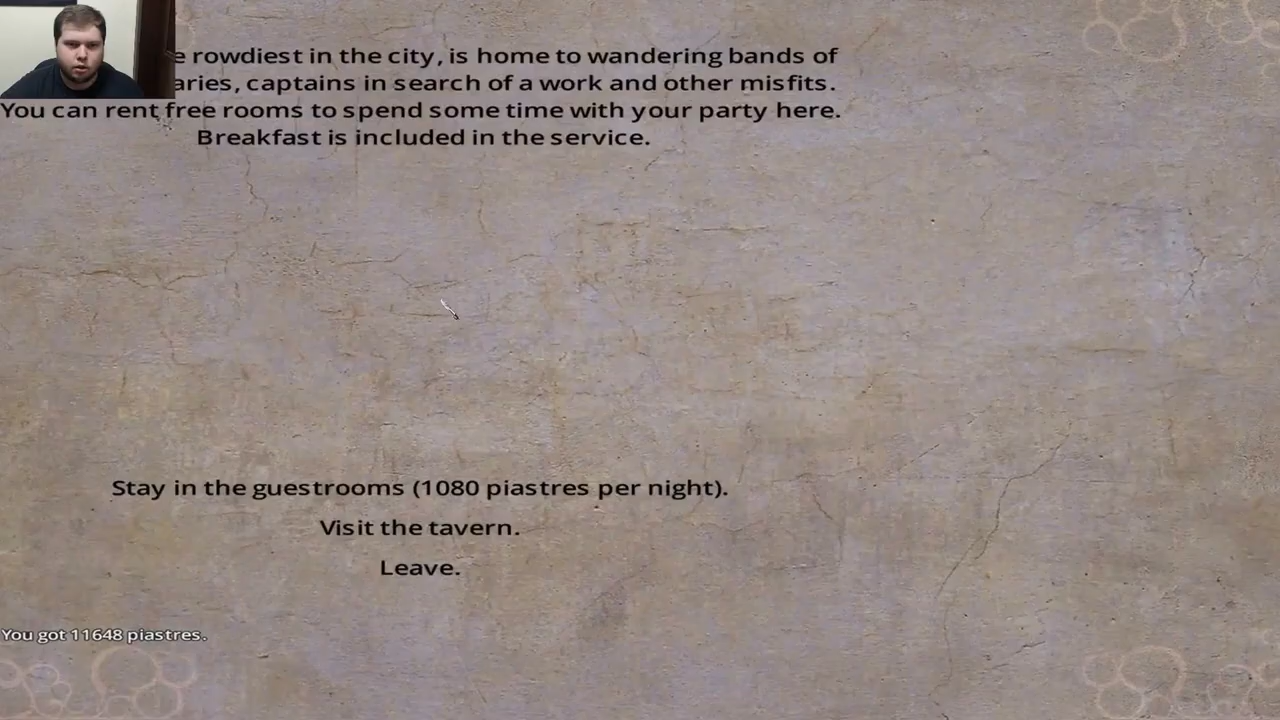 rowdiest in the city, is home to wandering bands of
captains in search of a work and other misfits.
You can rent free rooms to spend some time with your party here.
Breakfast is included in the service.
Stay in the guestrooms (1080 piastres per night).
Visit the tavern.
Leave.
You got 11648 piastres.